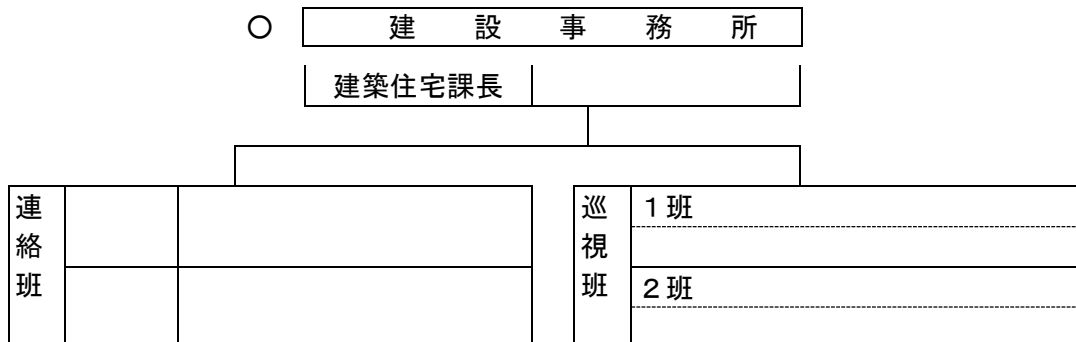 ○ 建設事務所
建築住宅課長
連絡班
巡視班
１班
２班